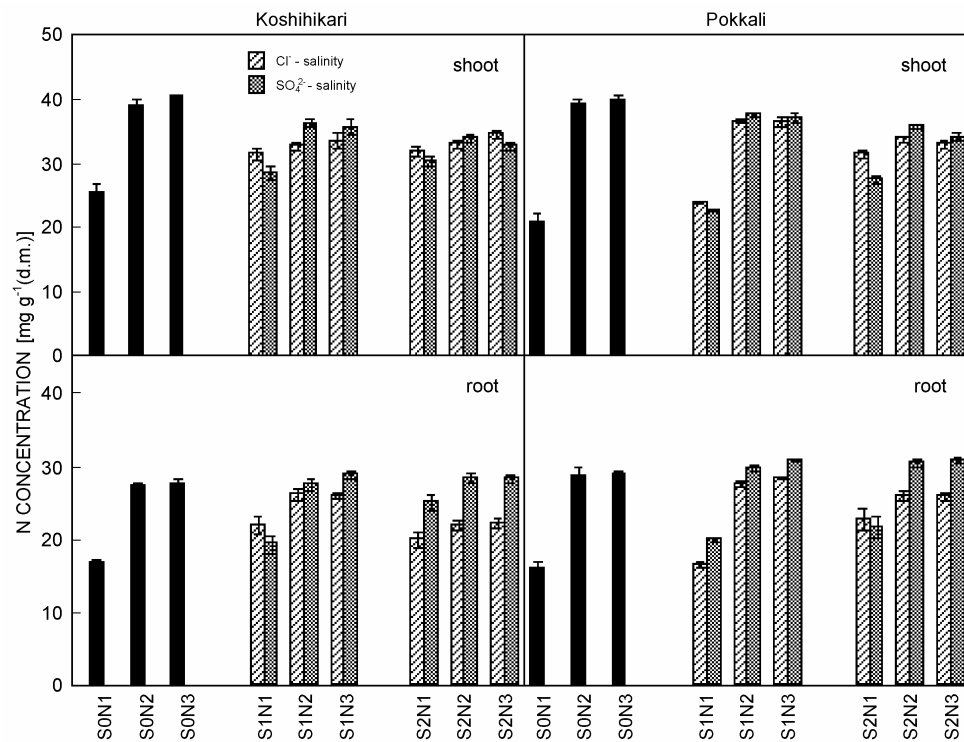 Koshihikari
Pokkali
N CONCENTRATION [mg g⁻¹(d.m.)]
50
40
30
20
10
0
Cl⁻ - salinity
SO₄²⁻ - salinity
shoot
shoot
40
30
20
10
0
root
root
S0N1
S0N2
S0N3
S1N1
S1N2
S1N3
S2N1
S2N2
S2N3
S0N1
S0N2
S0N3
S1N1
S1N2
S1N3
S2N1
S2N2
S2N3